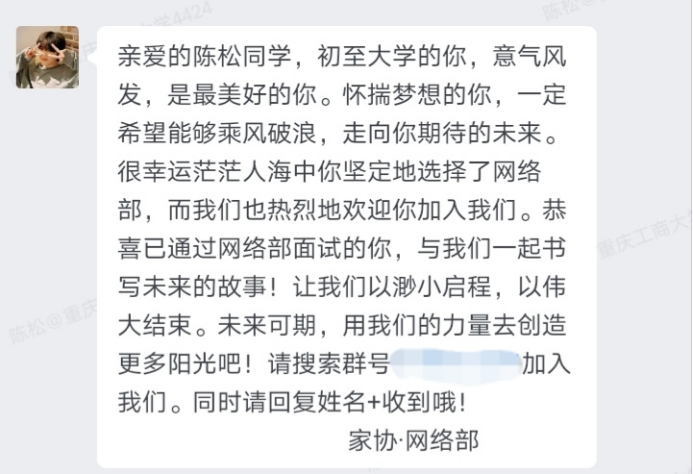 亲爱的陈松同学，初至大学的你，意气风
发，是最美好的你。怀揣梦想的你，一定
希望能够乘风破浪，走向你期待的未来。
很幸运茫茫人海中你坚定地选择了网络
部，而我们也热烈地欢迎你加入我们。恭
喜已通过网络部面试的你，与我们一起书
写未来的故事！让我们以渺小启程，以伟
大结束。未来可期，用我们的力量去创造
更多阳光吧！请搜索群号 加入
我们。同时请回复姓名+收到哦！
家协·网络部
陈松@重庆
重庆工商大
4424